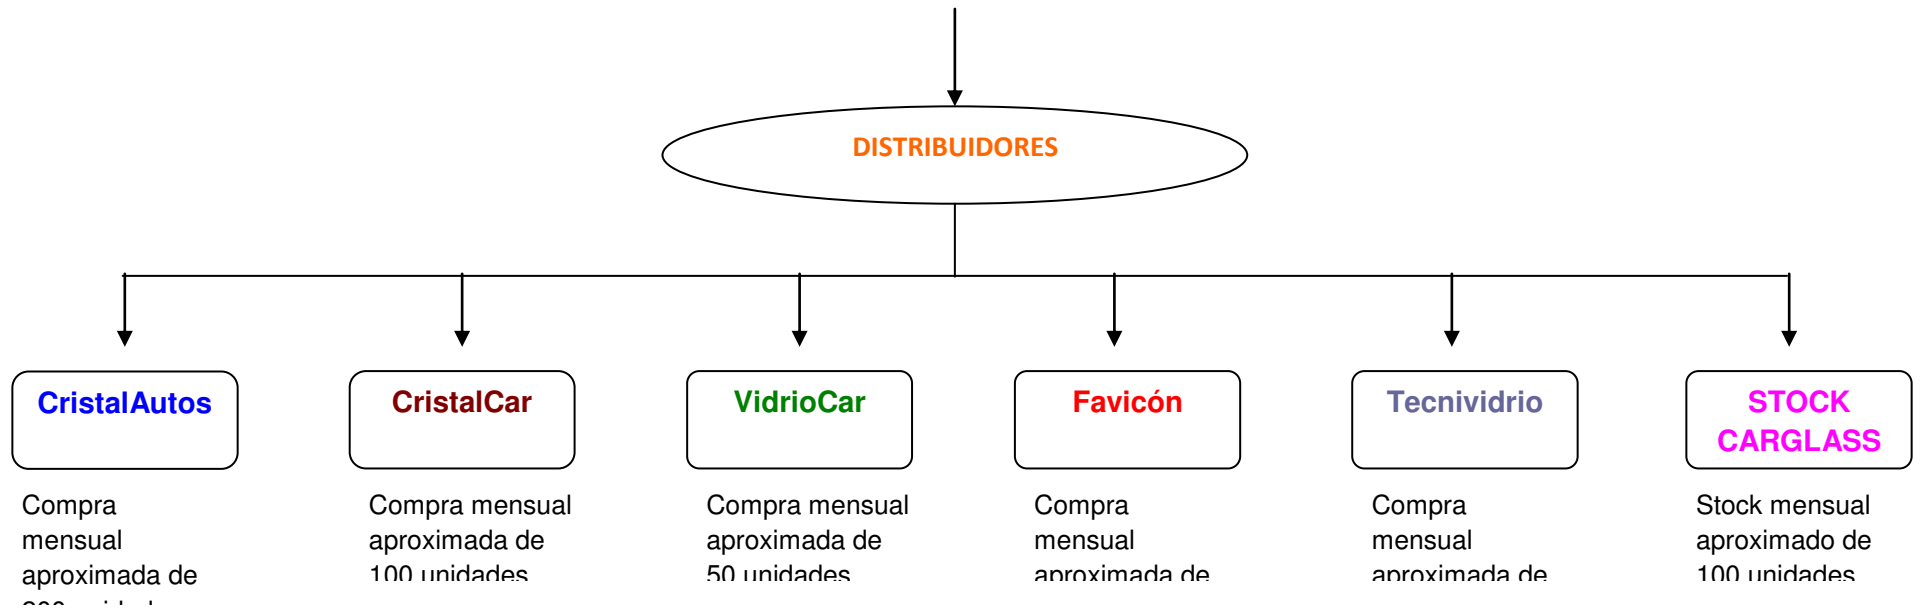 DISTRIBUIDORES
CristalAutos
CristalCar
VidrioCar
Favicón
Tecnividrio
STOCK
CARGLASS
Compra
mensual
aproximada de
Compra mensual
aproximada de
100 unidades
Compra mensual
aproximada de
50 unidades
Compra
mensual
aproximada de
Compra
mensual
aproximada de
Stock mensual
aproximado de
100 unidades